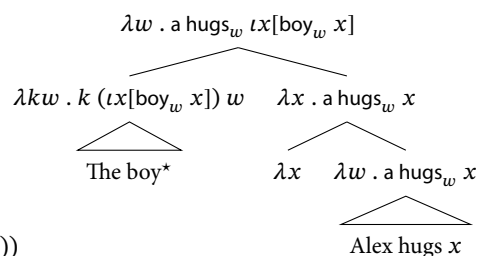 λw . a hugs_w ιx[boy_w x]
λkw . k (ιx[boy_w x]) w λx . a hugs_w x
The boy⋆ λx λw . a hugs_w x
)) Alex hugs x